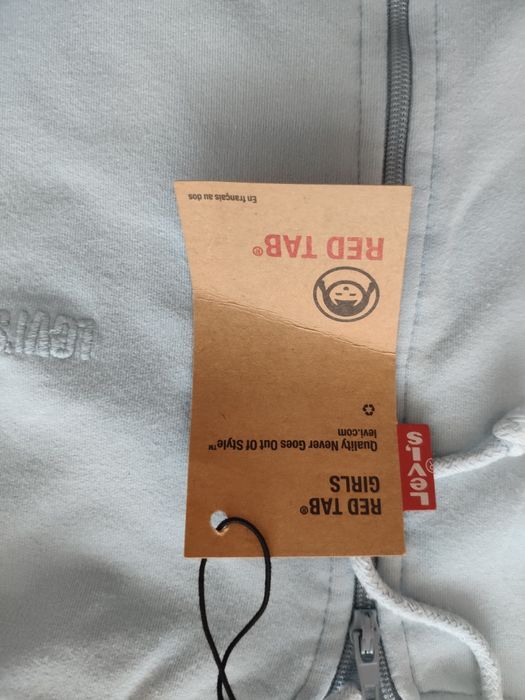 RED TAB®
GIRLS
Quality Never Goes Out Of Style™
levi.com
RED TAB®
En français au dos
Levi's®
Levi's